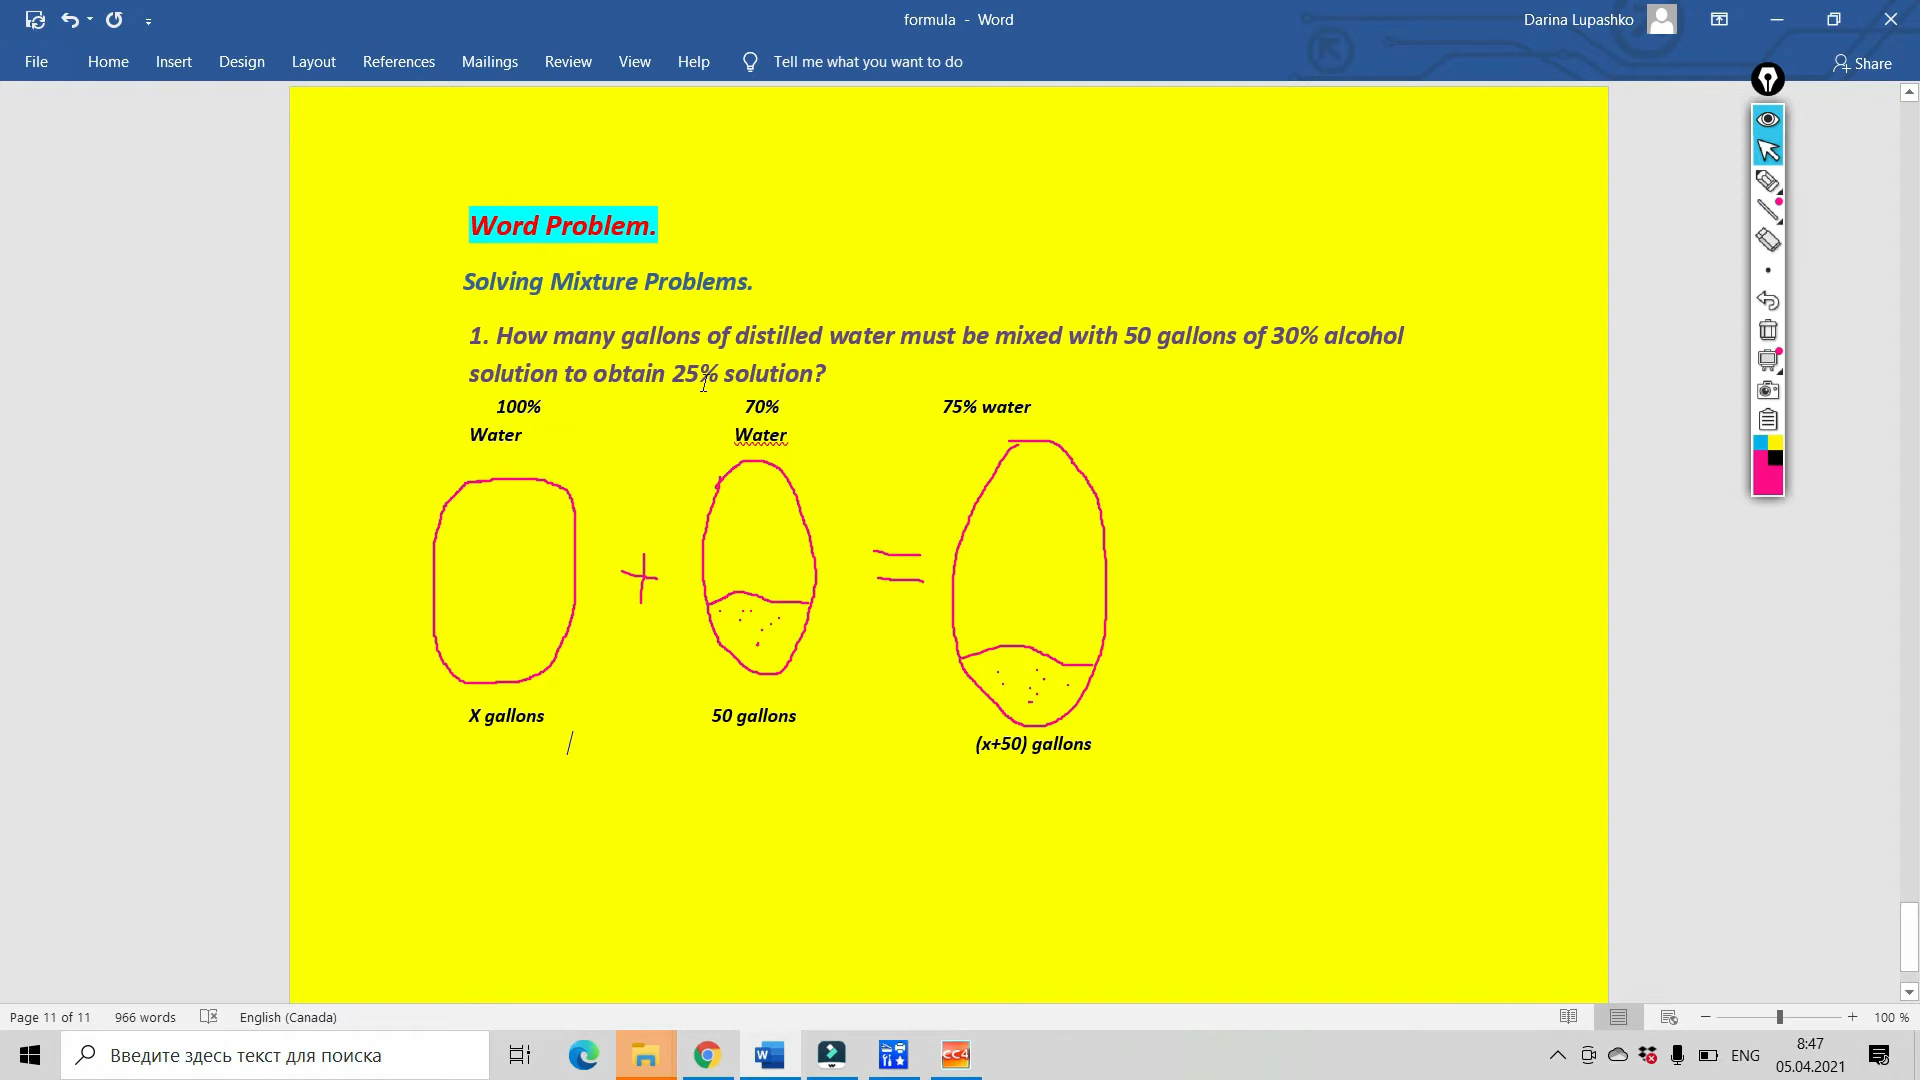 formula - Word
Darina Lupashko
File Home Insert Design Layout References Mailings Review View Help Tell me what you want to do
Share
Word Problem.
Solving Mixture Problems.
1. How many gallons of distilled water must be mixed with 50 gallons of 30% alcohol
solution to obtain 25% solution?
100% 70% 75% water
Water Water
+ =
X gallons 50 gallons
(x+50) gallons
Page 11 of 11 966 words English (Canada) 100 %
Введите здесь текст для поиска
CC4
ENG
8:47
05.04.2021